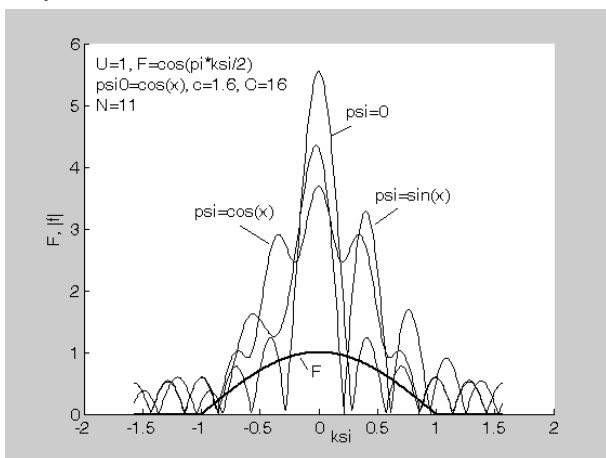 6
U=1, F=cos(pi*ksi/2)
psi0=cos(x), c=1.6, C=16
N=11
5
psi=0
4
psi=cos(x)
psi=sin(x)
3
F, |f|
2
1
F
0
-2
-1.5
-1
-0.5
0
0.5
1
1.5
2
ksi